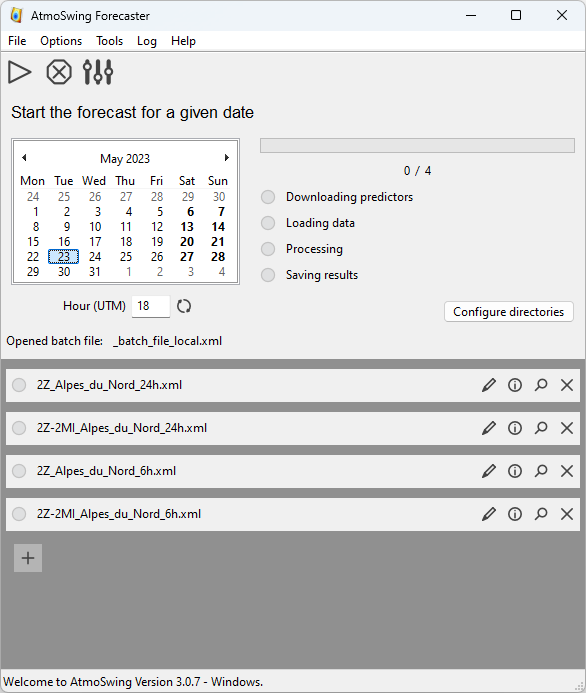 AtmoSwing Forecaster
File Options Tools Log Help
Start the forecast for a given date
May 2023
Mon Tue Wed Thu Fri Sat Sun
24 25 26 27 28 29 30
1 2 3 4 5 6 7
8 9 10 11 12 13 14
15 16 17 18 19 20 21
22 23 24 25 26 27 28
29 30 31 1 2 3 4
Hour (UTM) 18
0 / 4
Downloading predictors
Loading data
Processing
Saving results
Configure directories
Opened batch file: _batch_file_local.xml
2Z_Alpes_du_Nord_24h.xml
2Z-2MI_Alpes_du_Nord_24h.xml
2Z_Alpes_du_Nord_6h.xml
2Z-2MI_Alpes_du_Nord_6h.xml
Welcome to AtmoSwing Version 3.0.7 - Windows.